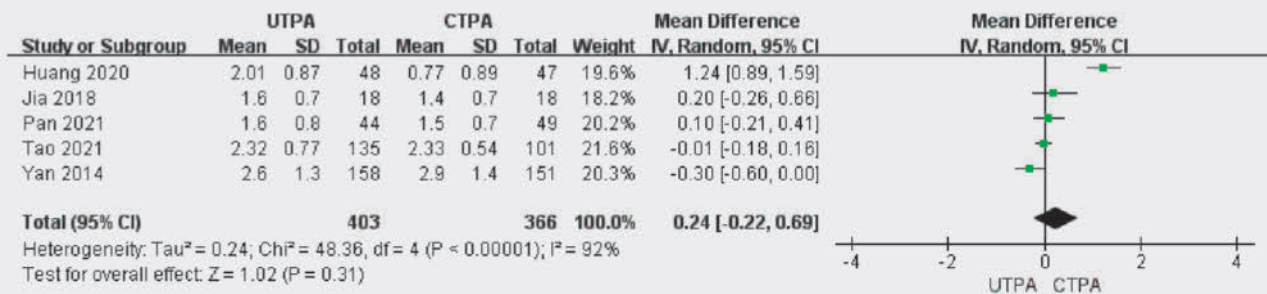 UTPA CTPA Mean Difference Mean Difference
Study or Subgroup Mean SD Total Mean SD Total Weight IV, Random, 95% CI IV, Random, 95% CI
Huang 2020 2.01 0.87 48 0.77 0.89 47 19.6% 1.24 [0.89, 1.59]
Jia 2018 1.6 0.7 18 1.4 0.7 18 18.2% 0.20 [-0.26, 0.66]
Pan 2021 1.6 0.8 44 1.5 0.7 49 20.2% 0.10 [-0.21, 0.41]
Tao 2021 2.32 0.77 135 2.33 0.54 101 21.6% -0.01 [-0.18, 0.16]
Yan 2014 2.6 1.3 158 2.9 1.4 151 20.3% -0.30 [-0.60, 0.00]
Total (95% CI) 403 366 100.0% 0.24 [-0.22, 0.69]
Heterogeneity: Tau² = 0.24; Chi² = 48.36, df = 4 (P < 0.00001); I² = 92%
Test for overall effect: Z = 1.02 (P = 0.31)
-4 -2 0 2 4
UTPA CTPA